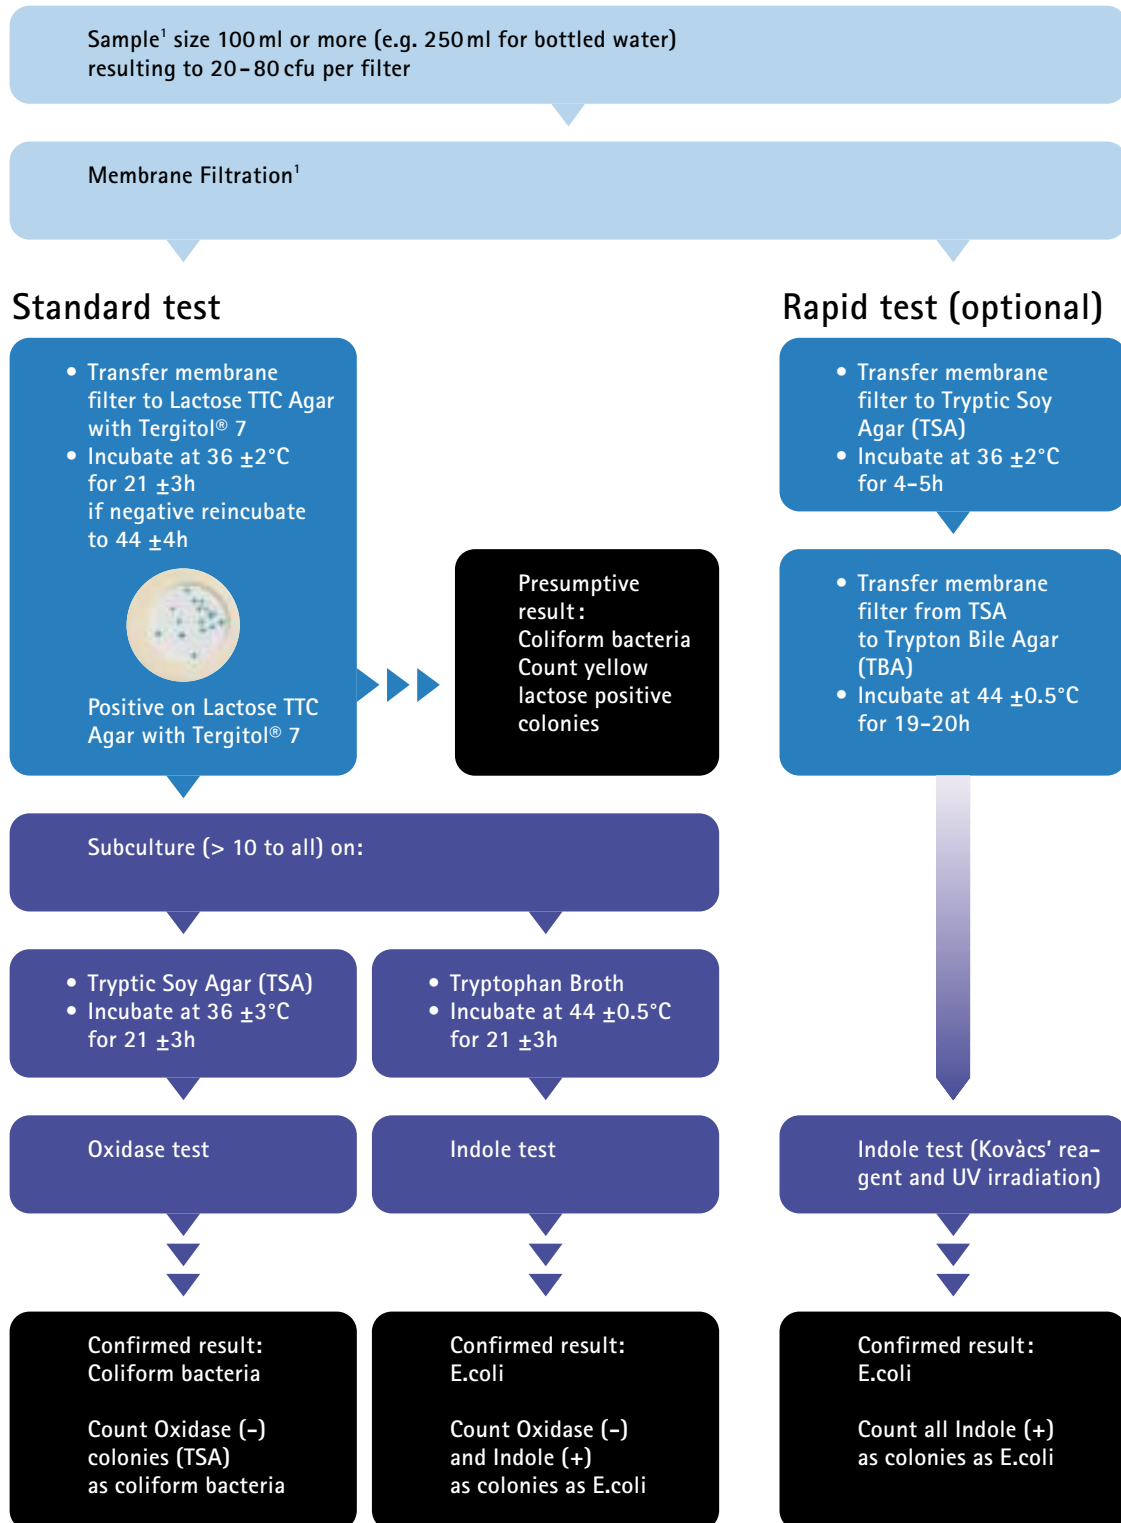 Sample¹ size 100 ml or more (e.g. 250 ml for bottled water)
resulting to 20–80 cfu per filter
Membrane Filtration¹
Standard test
• Transfer membrane
filter to Lactose TTC Agar
with Tergitol® 7
• Incubate at 36 ±2°C
for 21 ±3h
if negative reincubate
to 44 ±4h
Positive on Lactose TTC
Agar with Tergitol® 7
Presumptive
result:
Coliform bacteria
Count yellow
lactose positive
colonies
Subculture (> 10 to all) on:
• Tryptic Soy Agar (TSA)
• Incubate at 36 ±3°C
for 21 ±3h
• Tryptophan Broth
• Incubate at 44 ±0.5°C
for 21 ±3h
Oxidase test
Indole test
Confirmed result:
Coliform bacteria
Count Oxidase (-)
colonies (TSA)
as coliform bacteria
Confirmed result:
E.coli
Count Oxidase (-)
and Indole (+)
as colonies as E.coli
Rapid test (optional)
• Transfer membrane
filter to Tryptic Soy
Agar (TSA)
• Incubate at 36 ±2°C
for 4–5h
• Transfer membrane
filter from TSA
to Trypton Bile Agar
(TBA)
• Incubate at 44 ±0.5°C
for 19–20h
Indole test (Kovàcs' rea-
gent and UV irradiation)
Confirmed result:
E.coli
Count all Indole (+)
as colonies as E.coli